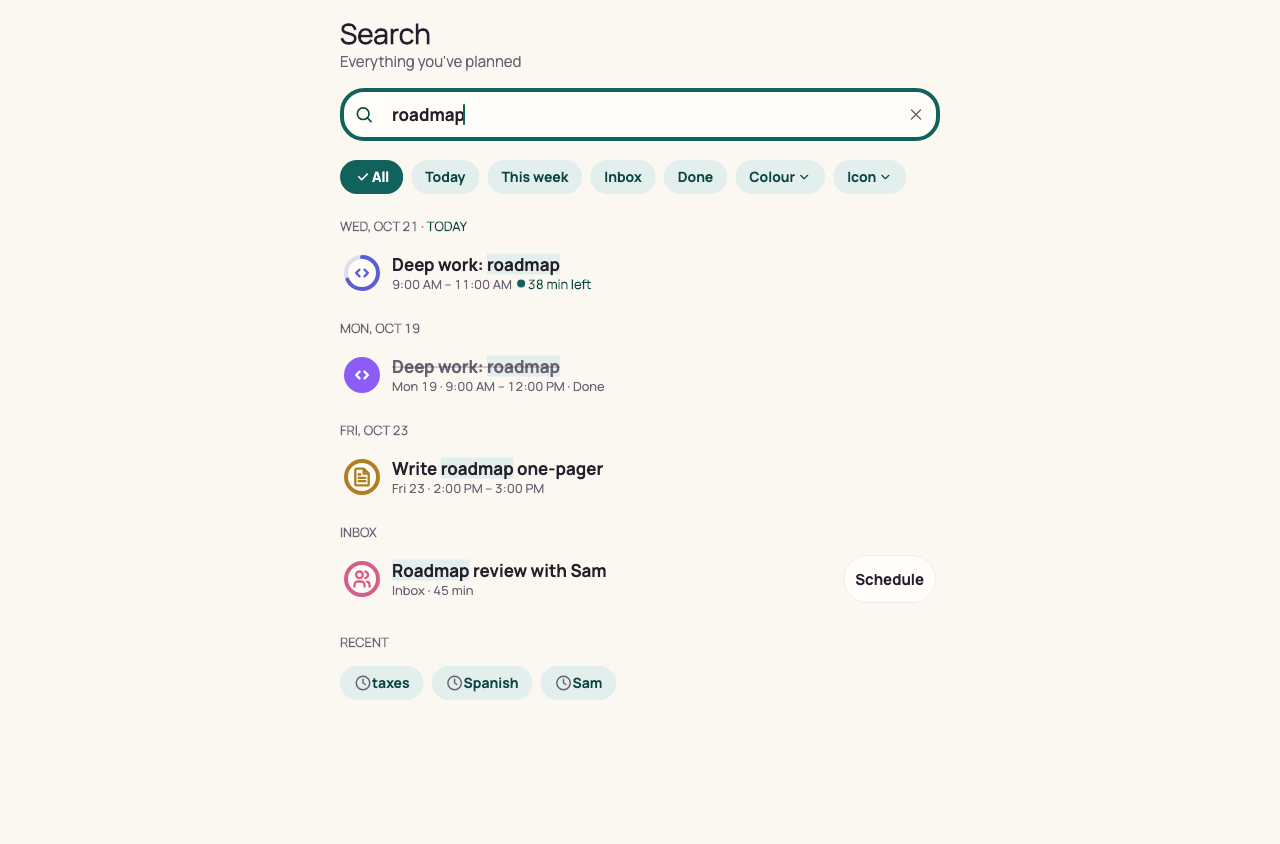 Search
Everything you've planned
roadmap
All Today This week Inbox Done Colour Icon
WED, OCT 21 · TODAY
Deep work: roadmap
9:00 AM – 11:00 AM 38 min left
MON, OCT 19
Deep work: roadmap
Mon 19 · 9:00 AM – 12:00 PM · Done
FRI, OCT 23
Write roadmap one-pager
Fri 23 · 2:00 PM – 3:00 PM
INBOX
Roadmap review with Sam
Inbox · 45 min
Schedule
RECENT
taxes Spanish Sam